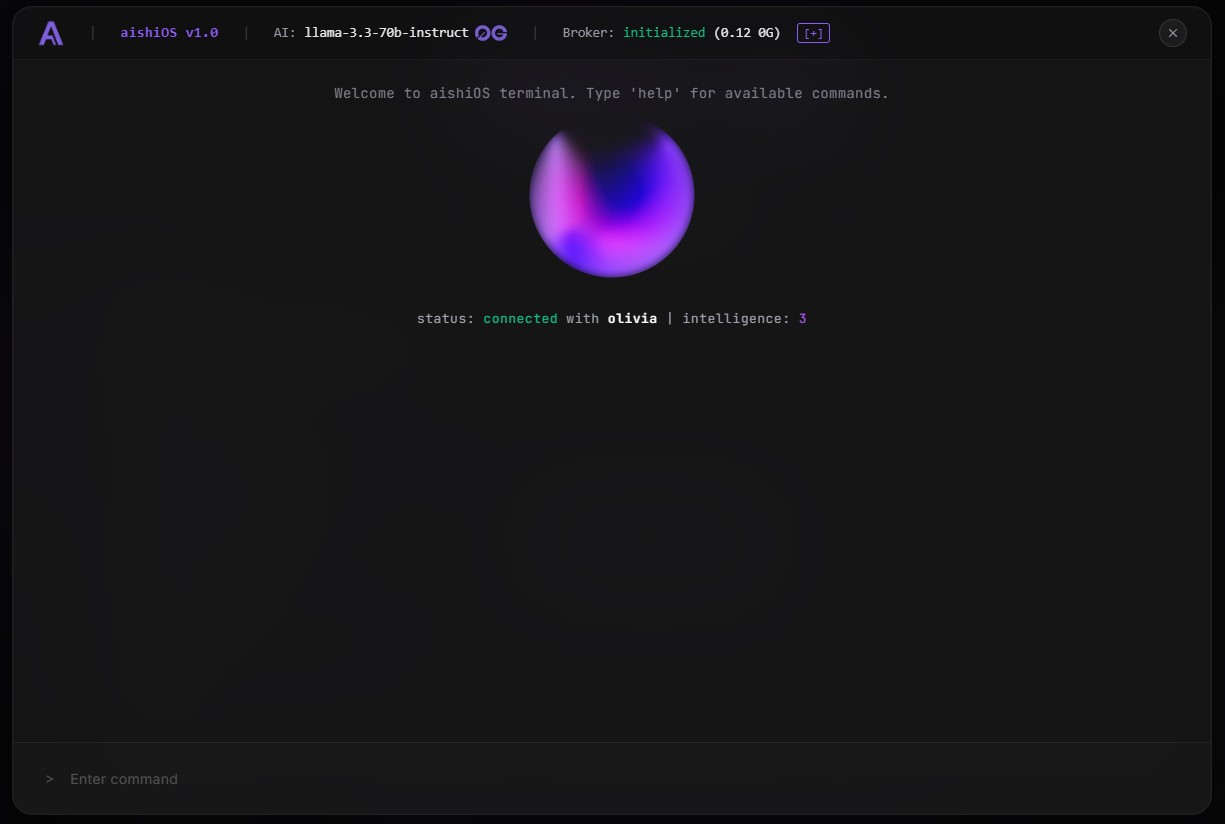 A | aishiOS v1.0 | AI: llama-3.3-70b-instruct 0G | Broker: initialized (0.12 0G) [+]
Welcome to aishiOS terminal. Type 'help' for available commands.
status: connected with olivia | intelligence: 3
> Enter command